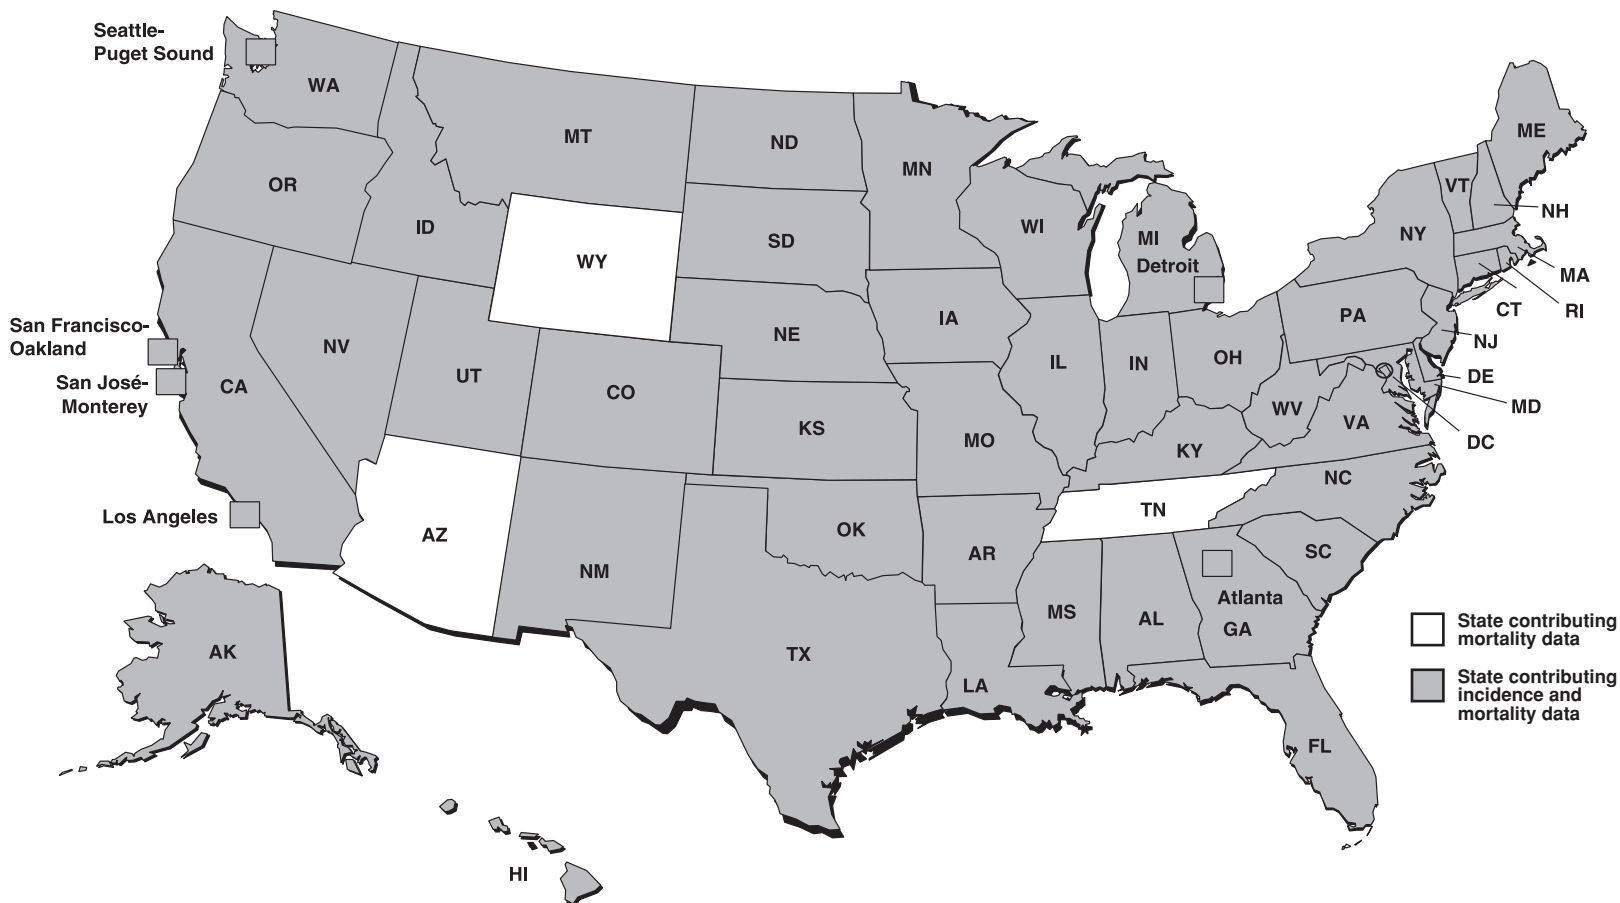 Seattle-
Puget Sound
WA
MT
ND
MN
ME
OR
ID
WY
SD
WI
MI
Detroit
NY
VT
NH
MA
RI
CT
San Francisco-
Oakland
San José-
Monterey
CA
NV
UT
CO
NE
IA
IL
IN
OH
PA
NJ
DE
MD
DC
KS
MO
KY
WV
VA
Los Angeles
AZ
NM
OK
AR
TN
NC
SC
Atlanta
GA
MS
AL
AK
TX
LA
FL
HI
State contributing
mortality data
State contributing
incidence and
mortality data